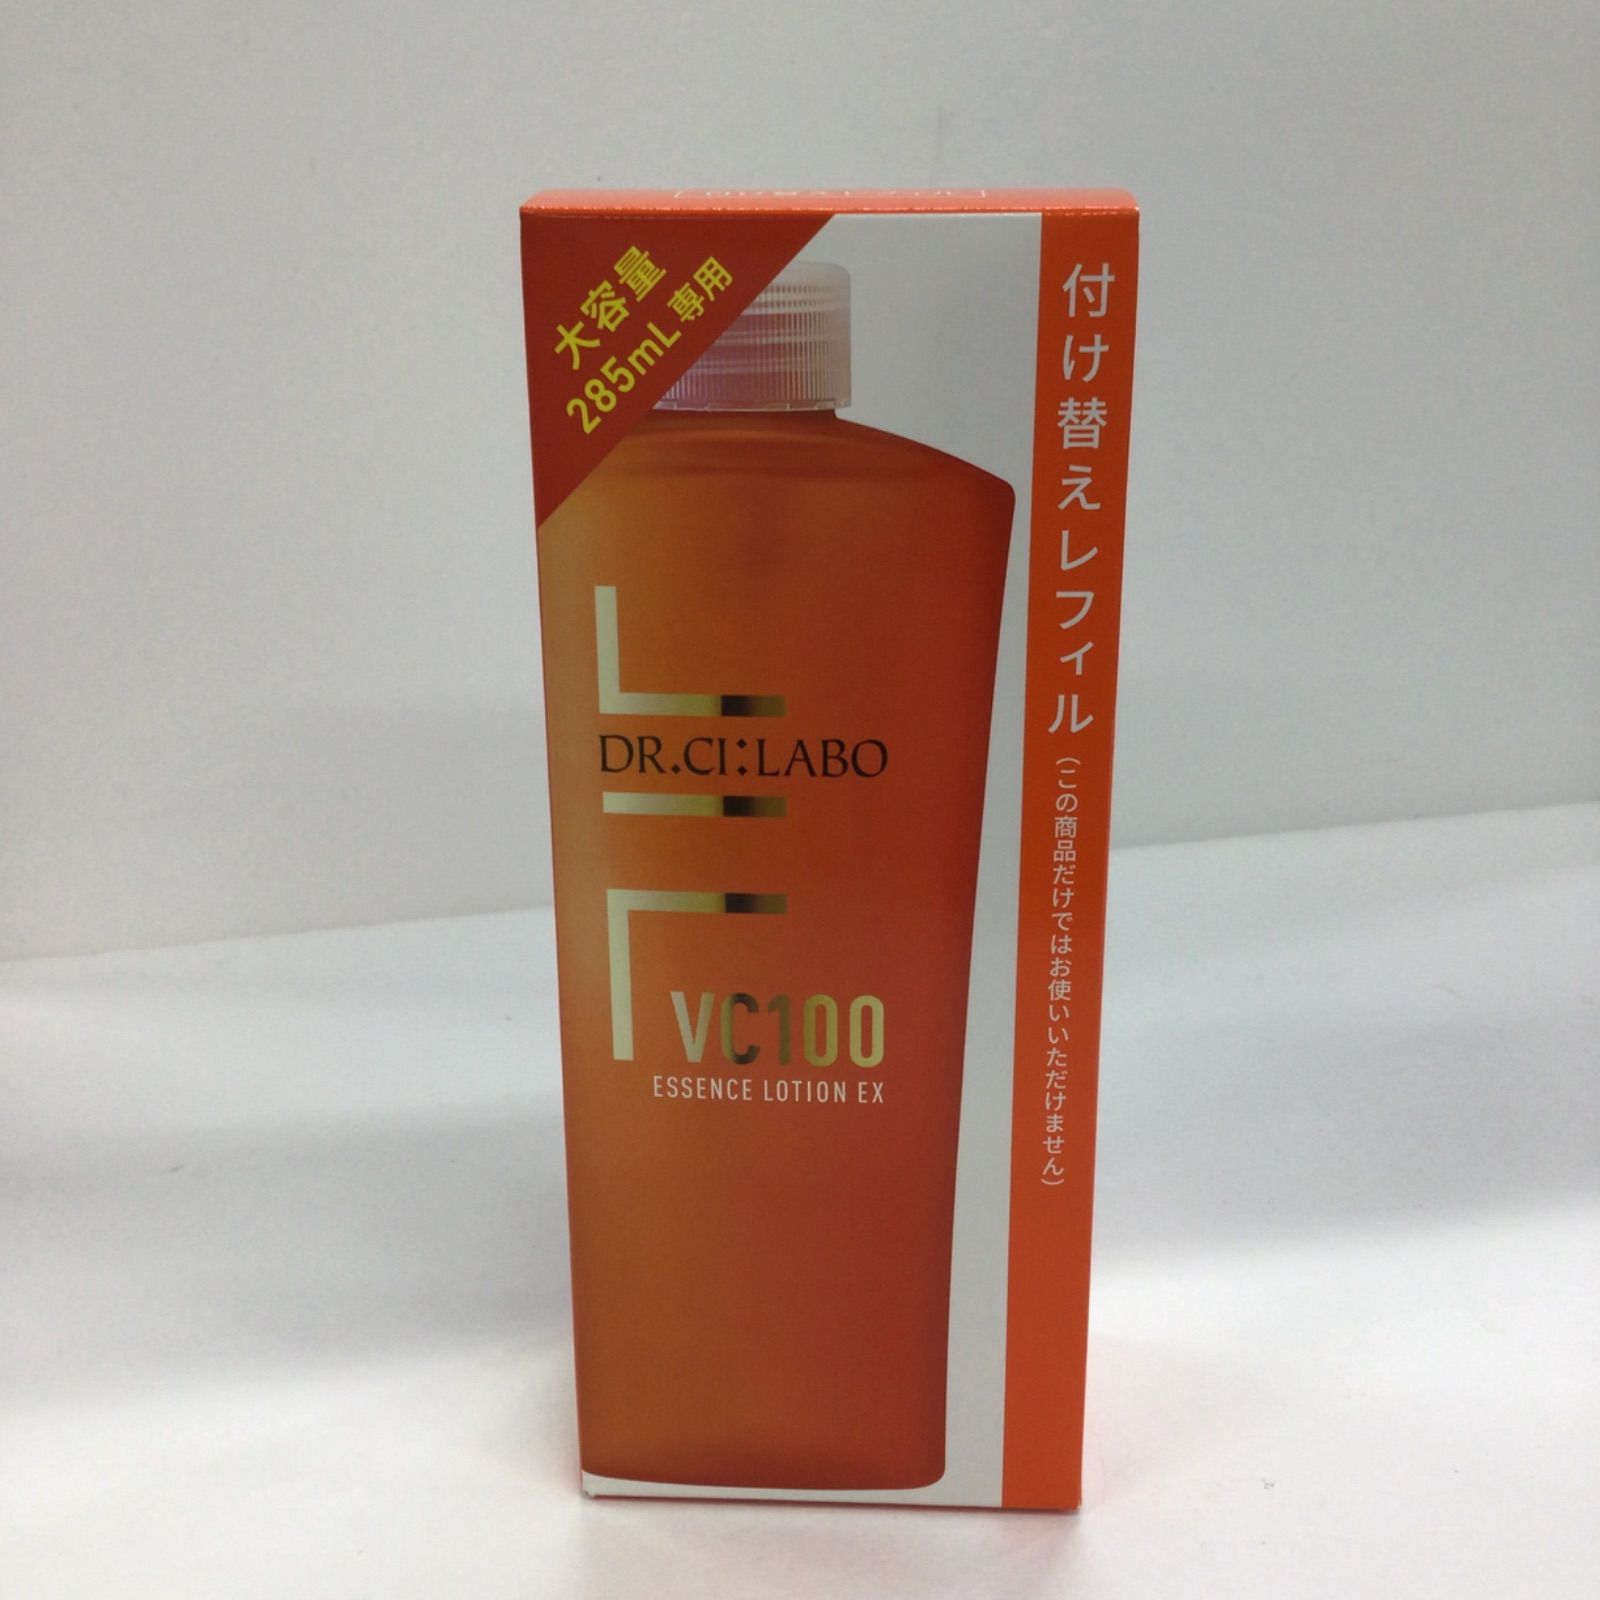 大容量
285mL専用
付け替えレフィル(この商品だけではお使いいただけません)
DR.CI:LABO
VC100
ESSENCE LOTION EX